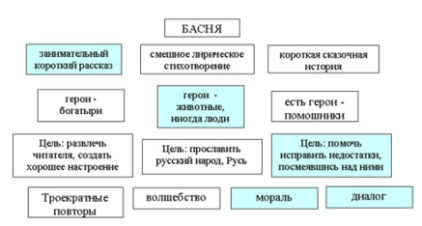 БАСНЯ
занимательный короткий рассказ
смешное лирическое стихотворение
короткая сказочная история
герои - богатыри
герои - животные, иногда люди
есть герои - помощники
Цель: развлечь читателя, создать хорошее настроение
Цель: прославить русский народ, Русь
Цель: помочь исправить недостатки, посмеявшись над ними
Троекратные повторы
волшебство
мораль
диалог